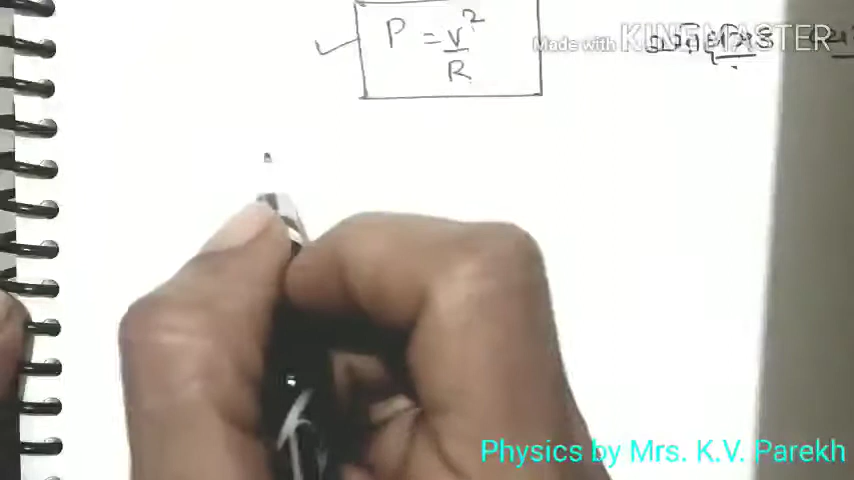 P = v²
R
Made with KINEMASTER
Physics by Mrs. K.V. Parekh